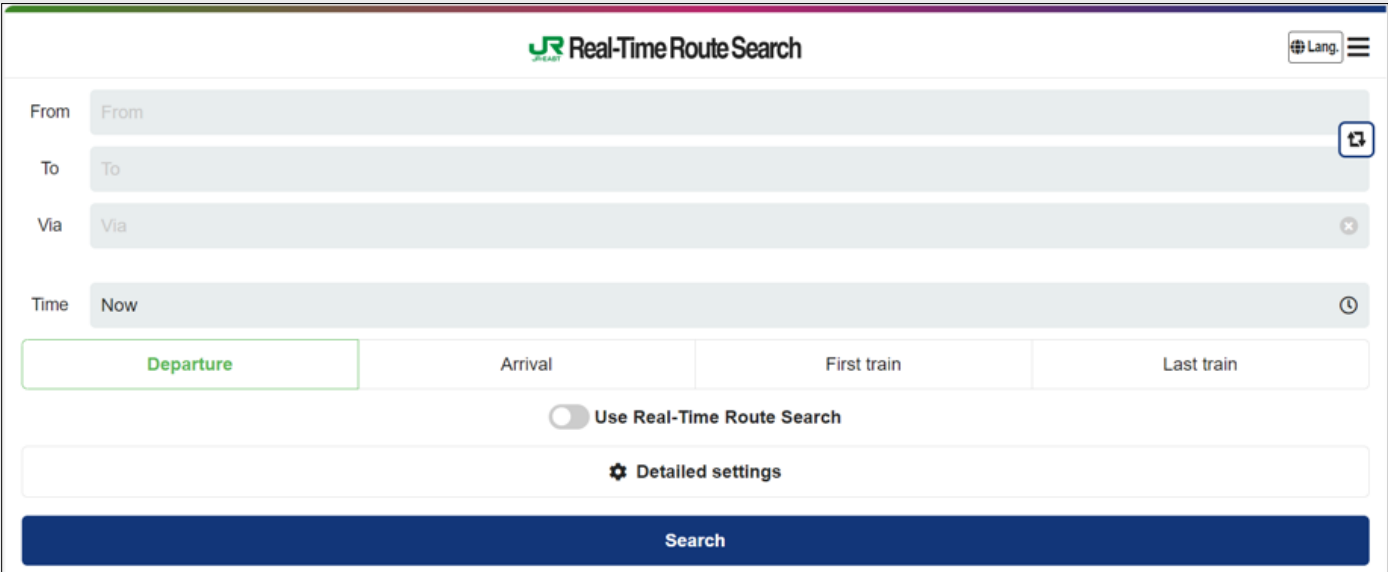 JR JR-EAST Real-Time Route Search
Lang.
From From
To To
Via Via
Time Now
Departure Arrival First train Last train
Use Real-Time Route Search
Detailed settings
Search